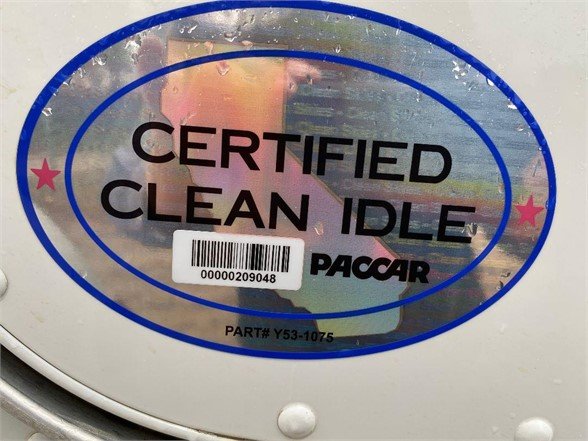 CERTIFIED
CLEAN IDLE
00000209048
PACCAR
PART# Y53-1075